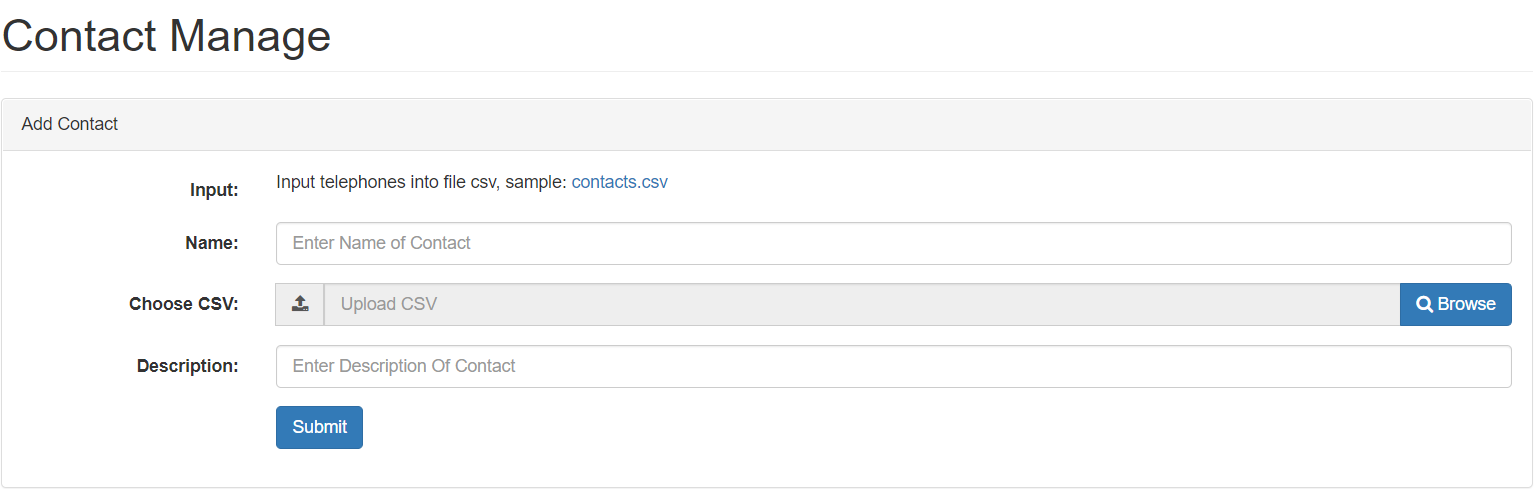 Contact Manage
Add Contact
Input: Input telephones into file csv, sample: contacts.csv
Name: Enter Name of Contact
Choose CSV: Upload CSV Browse
Description: Enter Description Of Contact
Submit